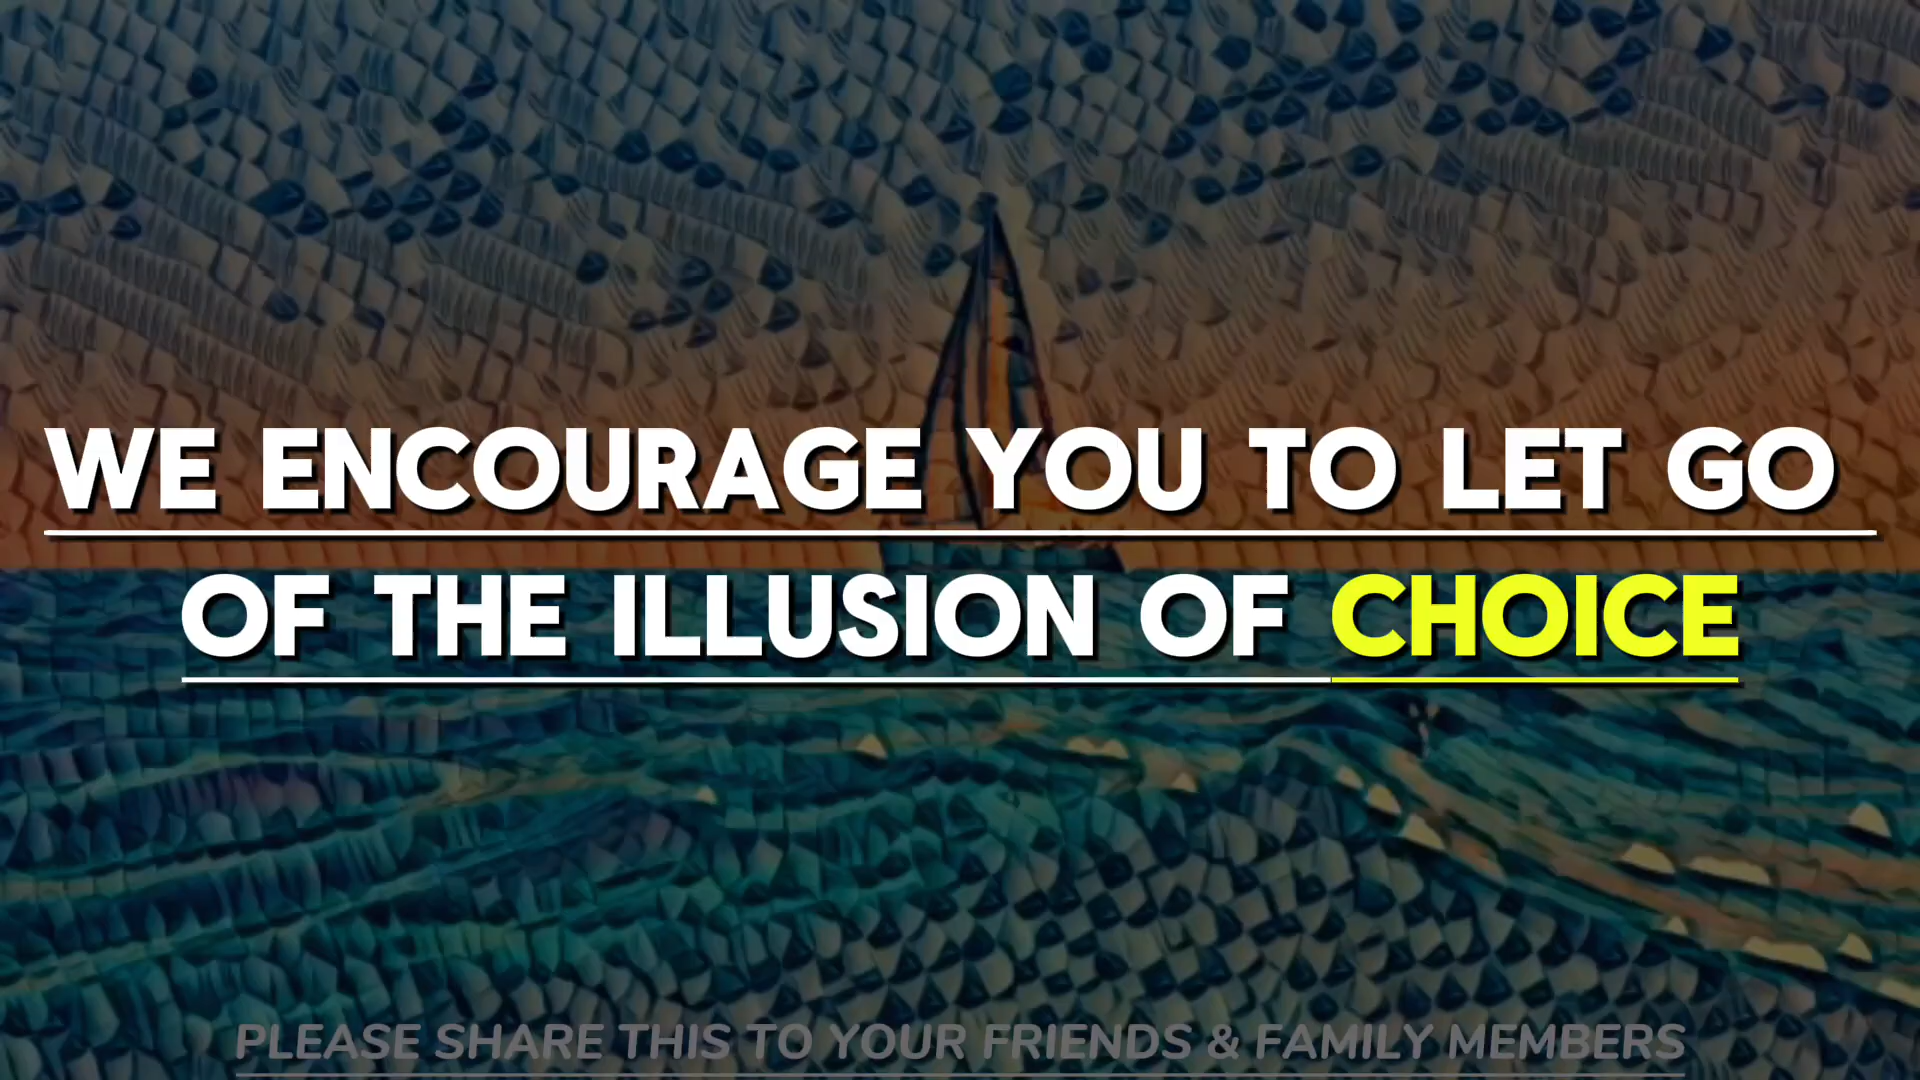 WE ENCOURAGE YOU TO LET GO
OF THE ILLUSION OF CHOICE
PLEASE SHARE THIS TO YOUR FRIENDS & FAMILY MEMBERS